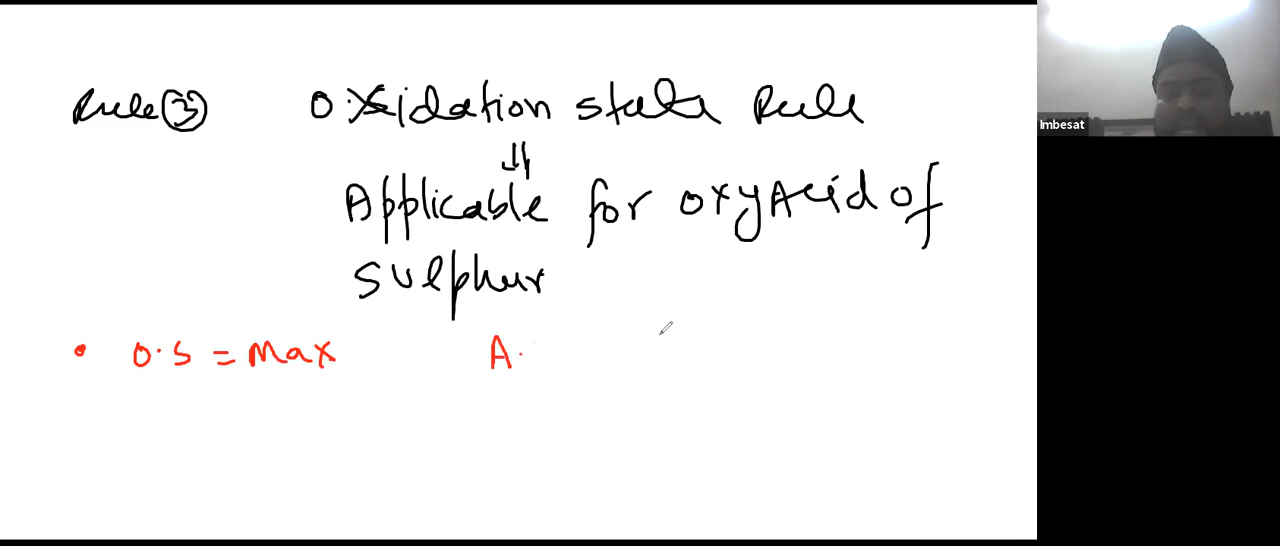 Rule (3) Oxidation state Rule
⇓
Applicable for oxyAcid of
sulphur
• O.S = Max A.
Imbesat